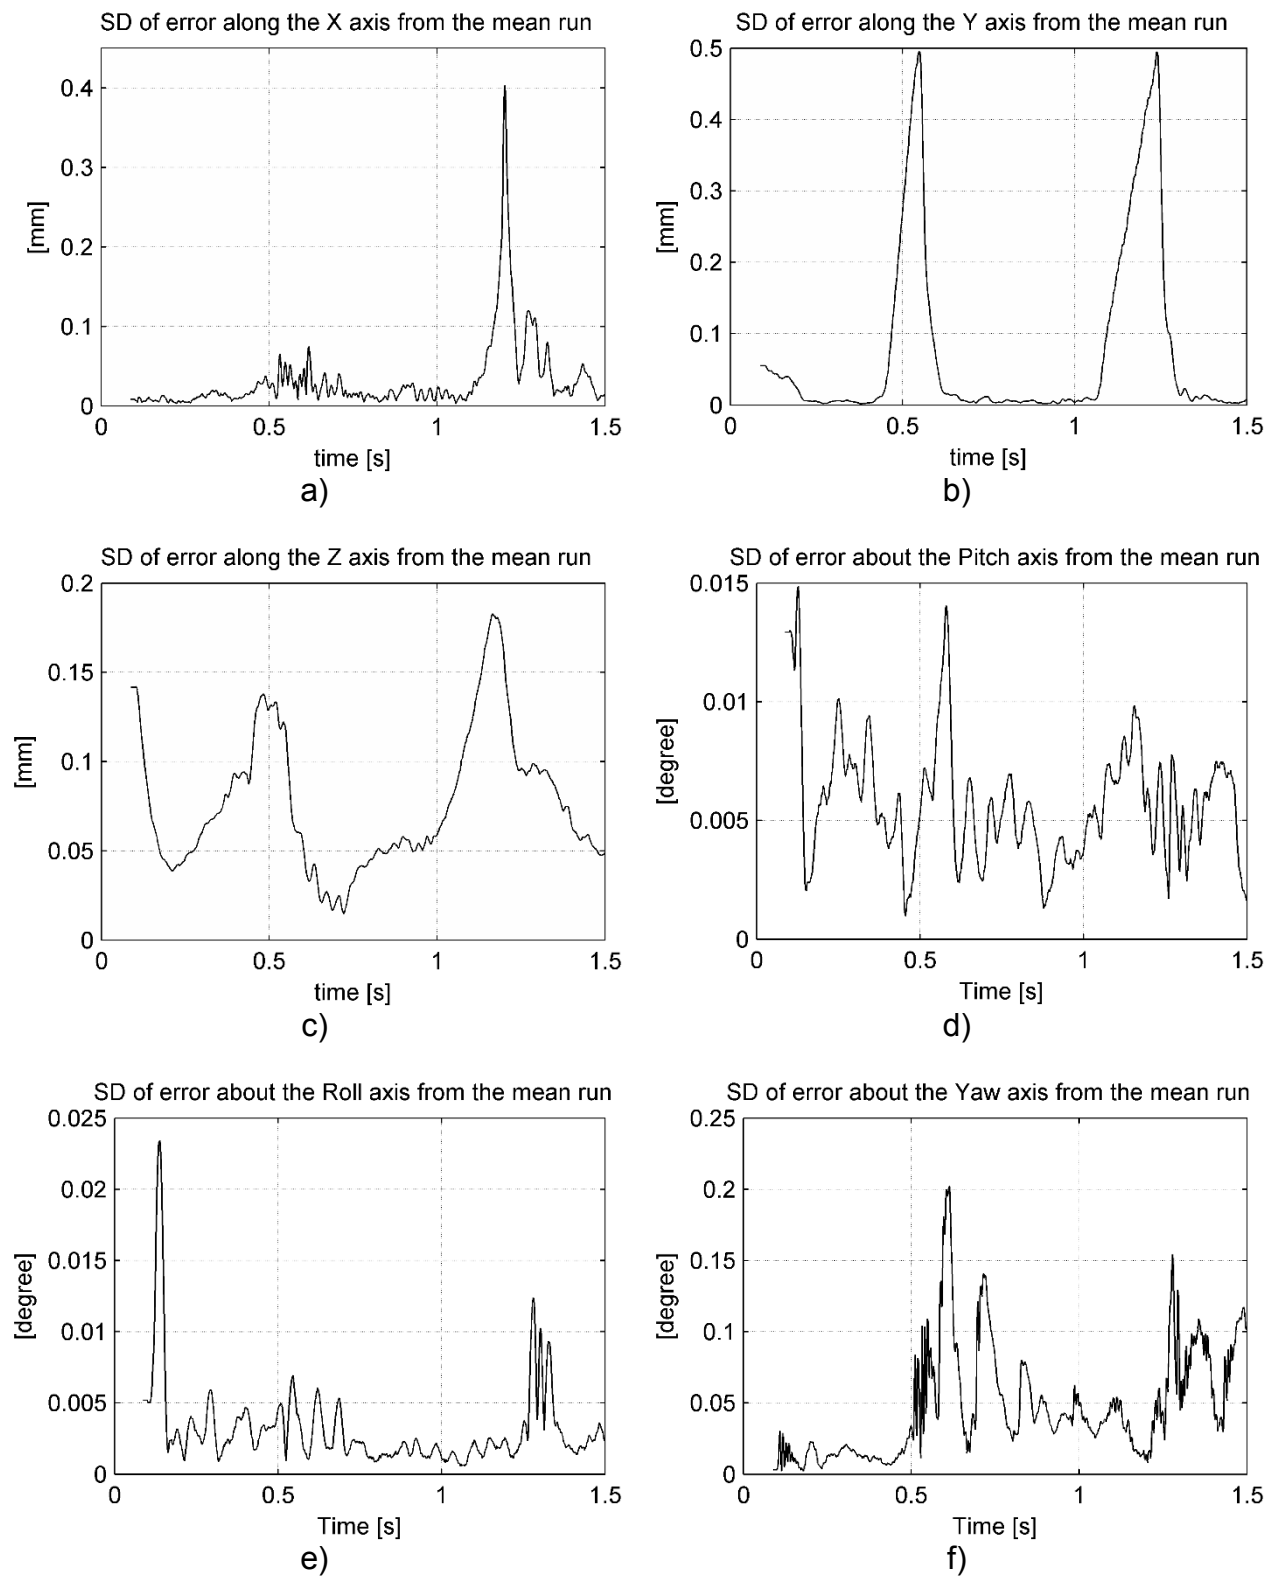 SD of error along the X axis from the mean run
[mm]
0.4
0.3
0.2
0.1
0
0 0.5 1 1.5
time [s]
a)
SD of error along the Y axis from the mean run
[mm]
0.5
0.4
0.3
0.2
0.1
0
0 0.5 1 1.5
time [s]
b)
SD of error along the Z axis from the mean run
[mm]
0.2
0.15
0.1
0.05
0
0 0.5 1 1.5
time [s]
c)
SD of error about the Pitch axis from the mean run
[degree]
0.015
0.01
0.005
0
0 0.5 1 1.5
Time [s]
d)
SD of error about the Roll axis from the mean run
[degree]
0.025
0.02
0.015
0.01
0.005
0
0 0.5 1 1.5
Time [s]
e)
SD of error about the Yaw axis from the mean run
[degree]
0.25
0.2
0.15
0.1
0.05
0
0 0.5 1 1.5
Time [s]
f)